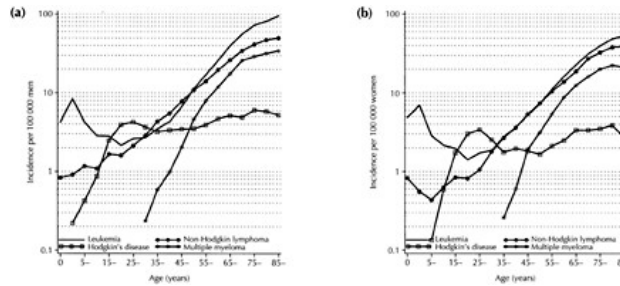 (a)
100
10
1
0.1
Incidence per 100 000 men
Leukemia
Hodgkin's disease
Non-Hodgkin lymphoma
Multiple myeloma
0 5– 15– 25– 35– 45– 55– 65– 75– 85–
Age (years)
(b)
100
10
1
0.1
Incidence per 100 000 women
Leukemia
Hodgkin's disease
Non-Hodgkin lymphoma
Multiple myeloma
0 5– 15– 25– 35– 45– 55– 65– 75–
Age (years)